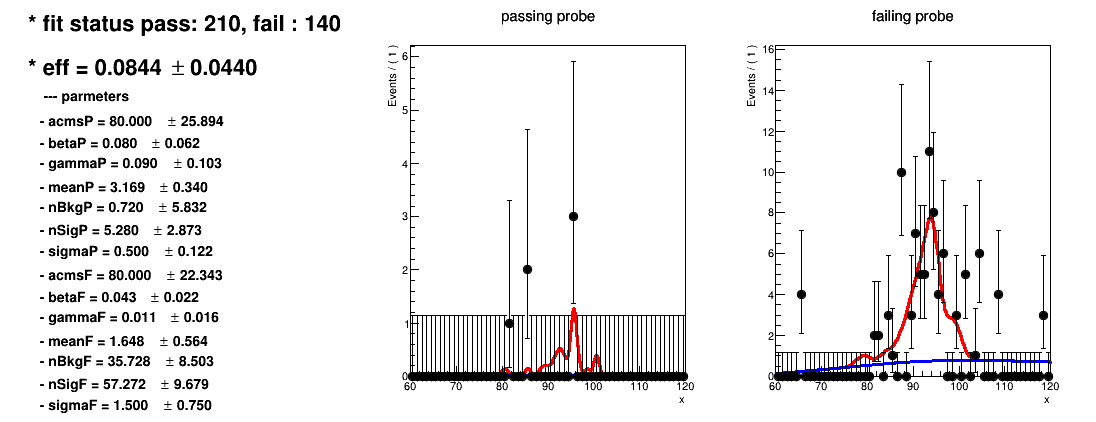 * fit status pass: 210, fail : 140
* eff = 0.0844 ± 0.0440
--- parmeters
- acmsP = 80.000 ± 25.894
- betaP = 0.080 ± 0.062
- gammaP = 0.090 ± 0.103
- meanP = 3.169 ± 0.340
- nBkgP = 0.720 ± 5.832
- nSigP = 5.280 ± 2.873
- sigmaP = 0.500 ± 0.122
- acmsF = 80.000 ± 22.343
- betaF = 0.043 ± 0.022
- gammaF = 0.011 ± 0.016
- meanF = 1.648 ± 0.564
- nBkgF = 35.728 ± 8.503
- nSigF = 57.272 ± 9.679
- sigmaF = 1.500 ± 0.750
passing probe
Events / ( 1 )
6
5
4
3
2
1
0
60 70 80 90 100 110 120
x
failing probe
Events / ( 1 )
16
14
12
10
8
6
4
2
0
60 70 80 90 100 110 120
x